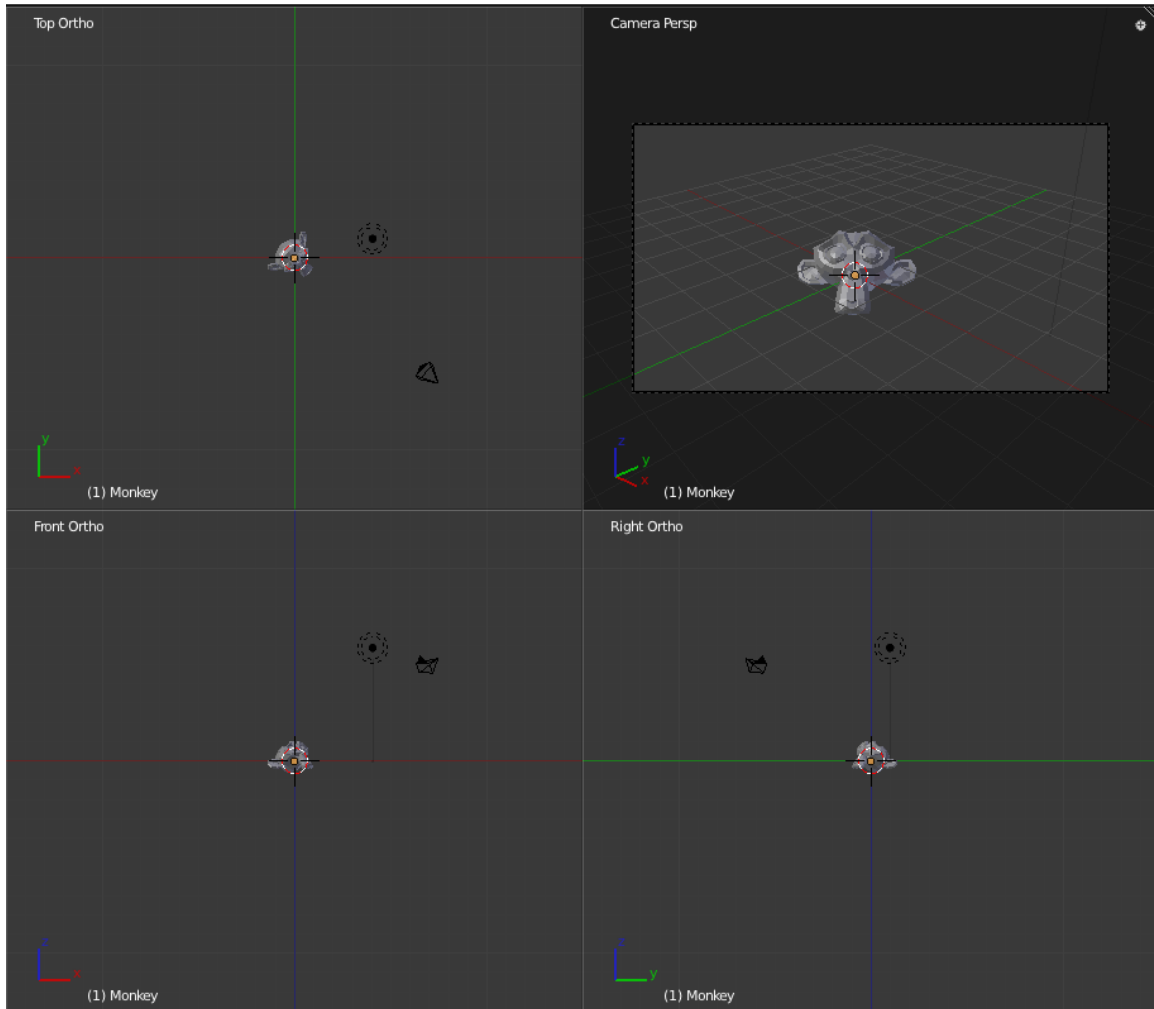 Top Ortho
y
x
(1) Monkey
Camera Persp
z
y
x
(1) Monkey
Front Ortho
z
x
(1) Monkey
Right Ortho
z
y
(1) Monkey